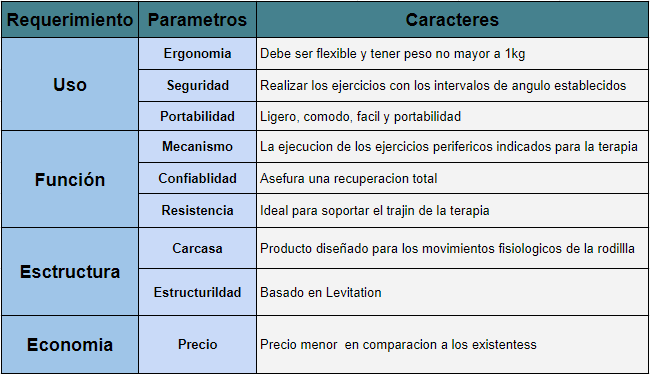 Requerimiento Parametros Caracteres
Uso
Ergonomia Debe ser flexible y tener peso no mayor a 1kg
Seguridad Realizar los ejercicios con los intervalos de angulo establecidos
Portabilidad Ligero, comodo, facil y portabilidad
Función
Mecanismo La ejecucion de los ejercicios perifericos indicados para la terapia
Confiablidad Asefura una recuperacion total
Resistencia Ideal para soportar el trajin de la terapia
Esctructura
Carcasa Producto diseñado para los movimientos fisiologicos de la rodillla
Estructurildad Basado en Levitation
Economia
Precio Precio menor en comparacion a los existentess